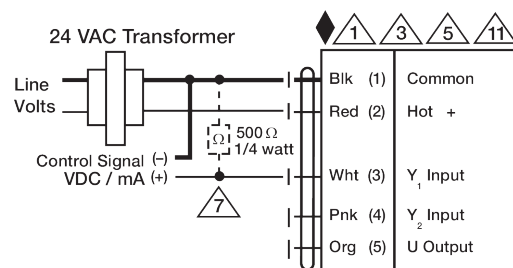 1 3 5 11
24 VAC Transformer
Line
Volts
Blk (1) Common
Red (2) Hot +
Ω 500 Ω
1/4 watt
Control Signal (–)
VDC / mA (+)
Wht (3) Y1 Input
7
Pnk (4) Y2 Input
Org (5) U Output